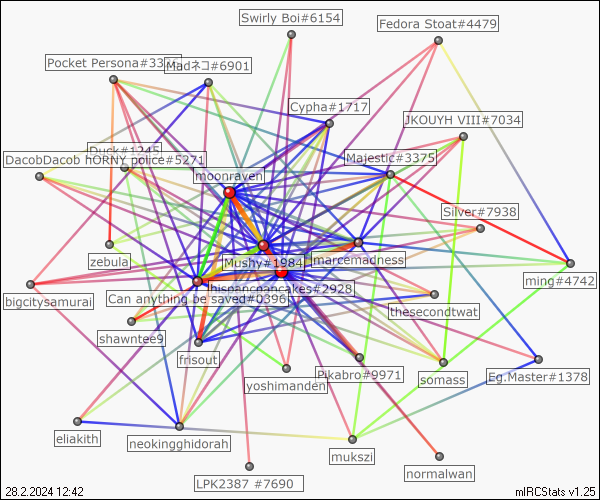 Swirly Boi#6154
Fedora Stoat#4479
Pocket Persona#33
Madネコ#6901
Cypha#1717
JKOUYH VIII#7034
Duck#1245
DacobDacob hORNY police#5271
Majestic#3375
moonraven
Silver#7938
zebula
Mushy#1984
marcenadness
ming#4742
bigcitysamurai
Can anything be saved#0396
hispanicpancakes#2928
thesecondtwat
shawntee9
frisout
yoshimanden
Pikabro#9971
somass
Eg.Master#1378
eliakith
neokingghidorah
mukszi
normalwan
LPK2387 #7690
28.2.2024 12:42
mIRCStats v1.25